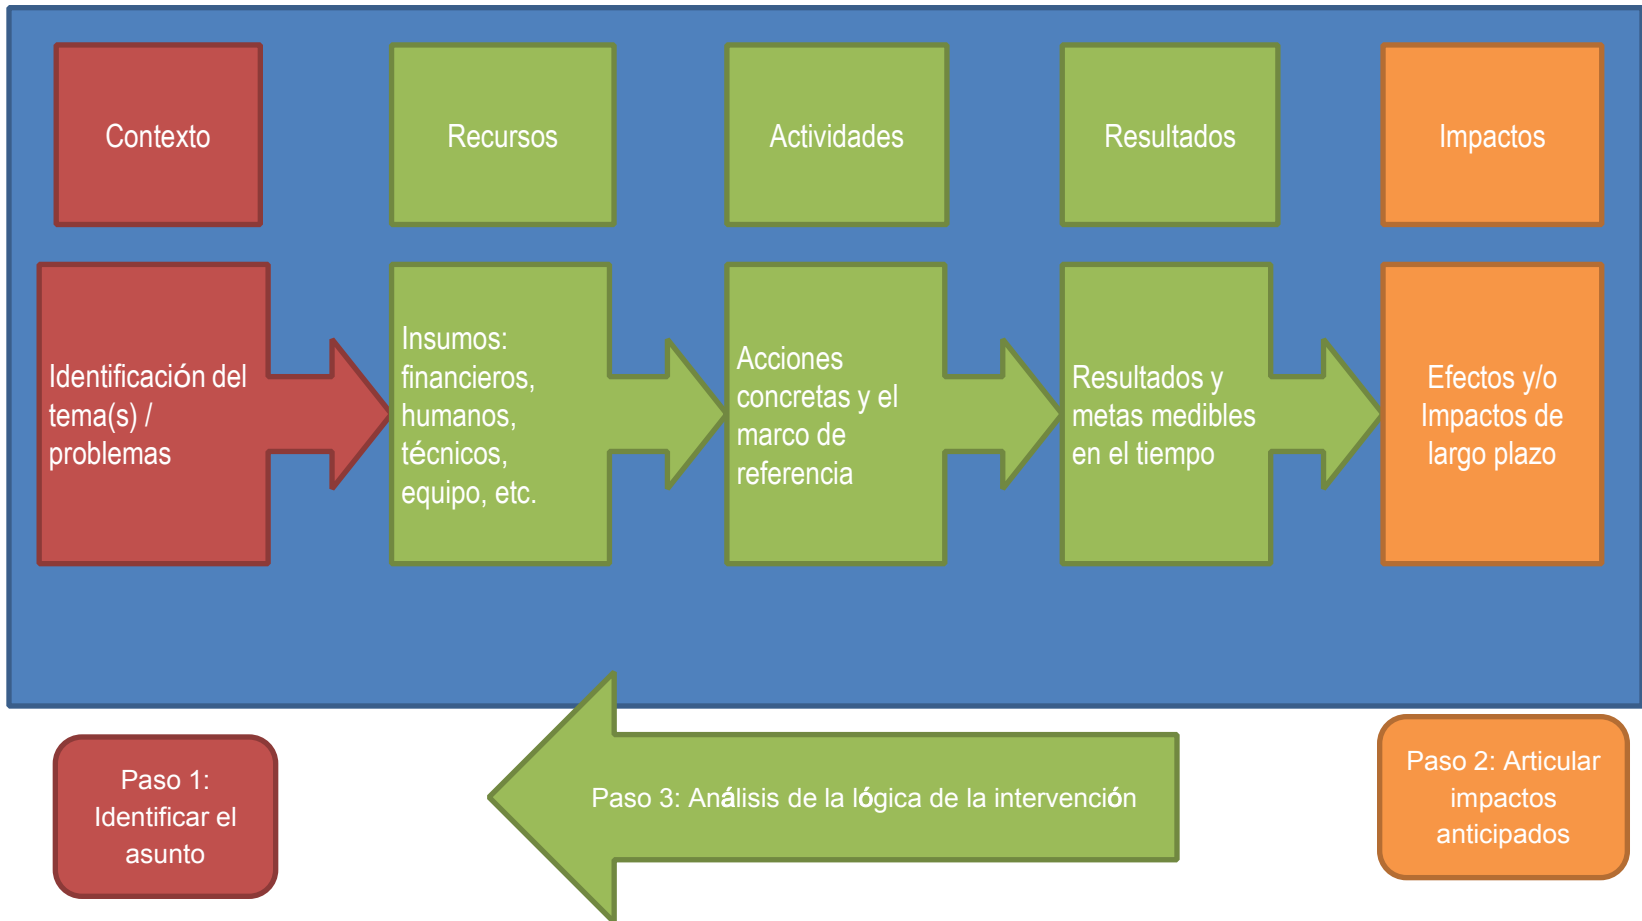 Contexto
Recursos
Actividades
Resultados
Impactos
Identificación del
tema(s) /
problemas
Insumos:
financieros,
humanos,
técnicos,
equipo, etc.
Acciones
concretas y el
marco de
referencia
Resultados y
metas medibles
en el tiempo
Efectos y/o
Impactos de
largo plazo
Paso 1:
Identificar el
asunto
Paso 3: Análisis de la lógica de la intervención
Paso 2: Articular
impactos
anticipados